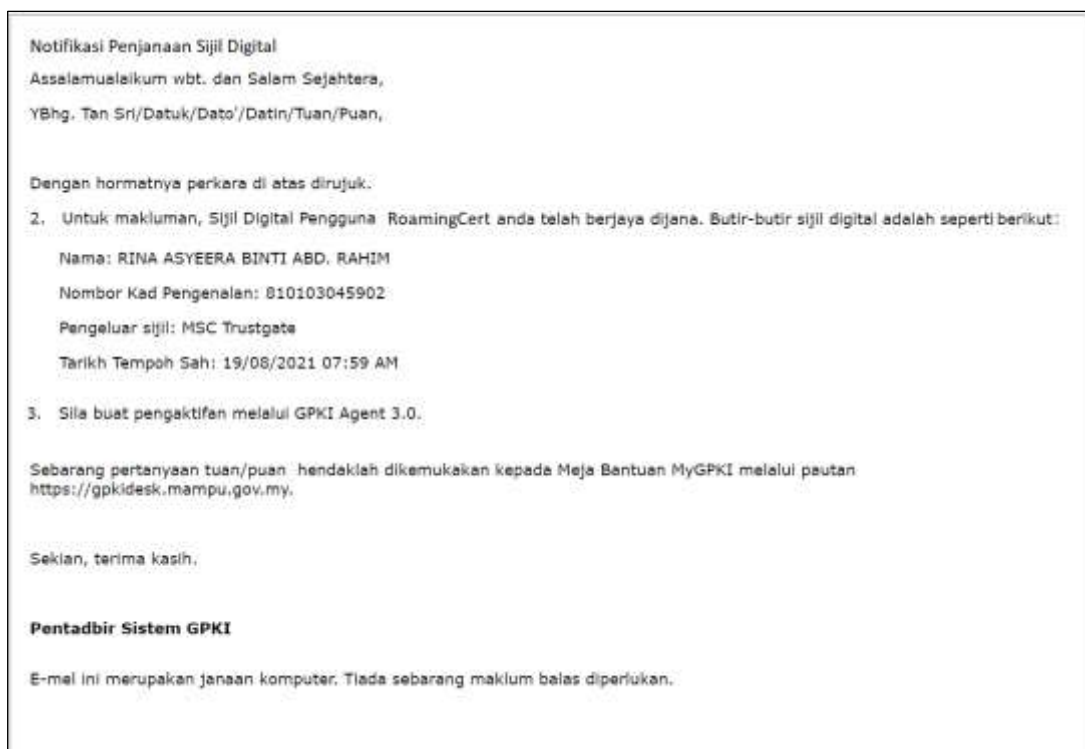 Notifikasi Penjanaan Sijil Digital
Assalamualaikum wbt. dan Salam Sejahtera,
YBhg. Tan Sri/Datuk/Dato'/Datin/Tuan/Puan,
Dengan hormatnya perkara di atas dirujuk.
2. Untuk makluman, Sijil Digital Pengguna RoamingCert anda telah berjaya dijana. Butir-butir sijil digital adalah seperti berikut:
Nama: RINA ASYEERA BINTI ABD. RAHIM
Nombor Kad Pengenalan: 810103045902
Pengeluar sijil: MSC Trustgate
Tarikh Tempoh Sah: 19/08/2021 07:59 AM
3. Sila buat pengaktifan melalui GPKI Agent 3.0.
Sebarang pertanyaan tuan/puan hendaklah dikemukakan kepada Meja Bantuan MyGPKI melalui pautan
https://gpkidesk.mampu.gov.my.
Sekian, terima kasih.
Pentadbir Sistem GPKI
E-mel ini merupakan janaan komputer. Tiada sebarang maklum balas diperlukan.